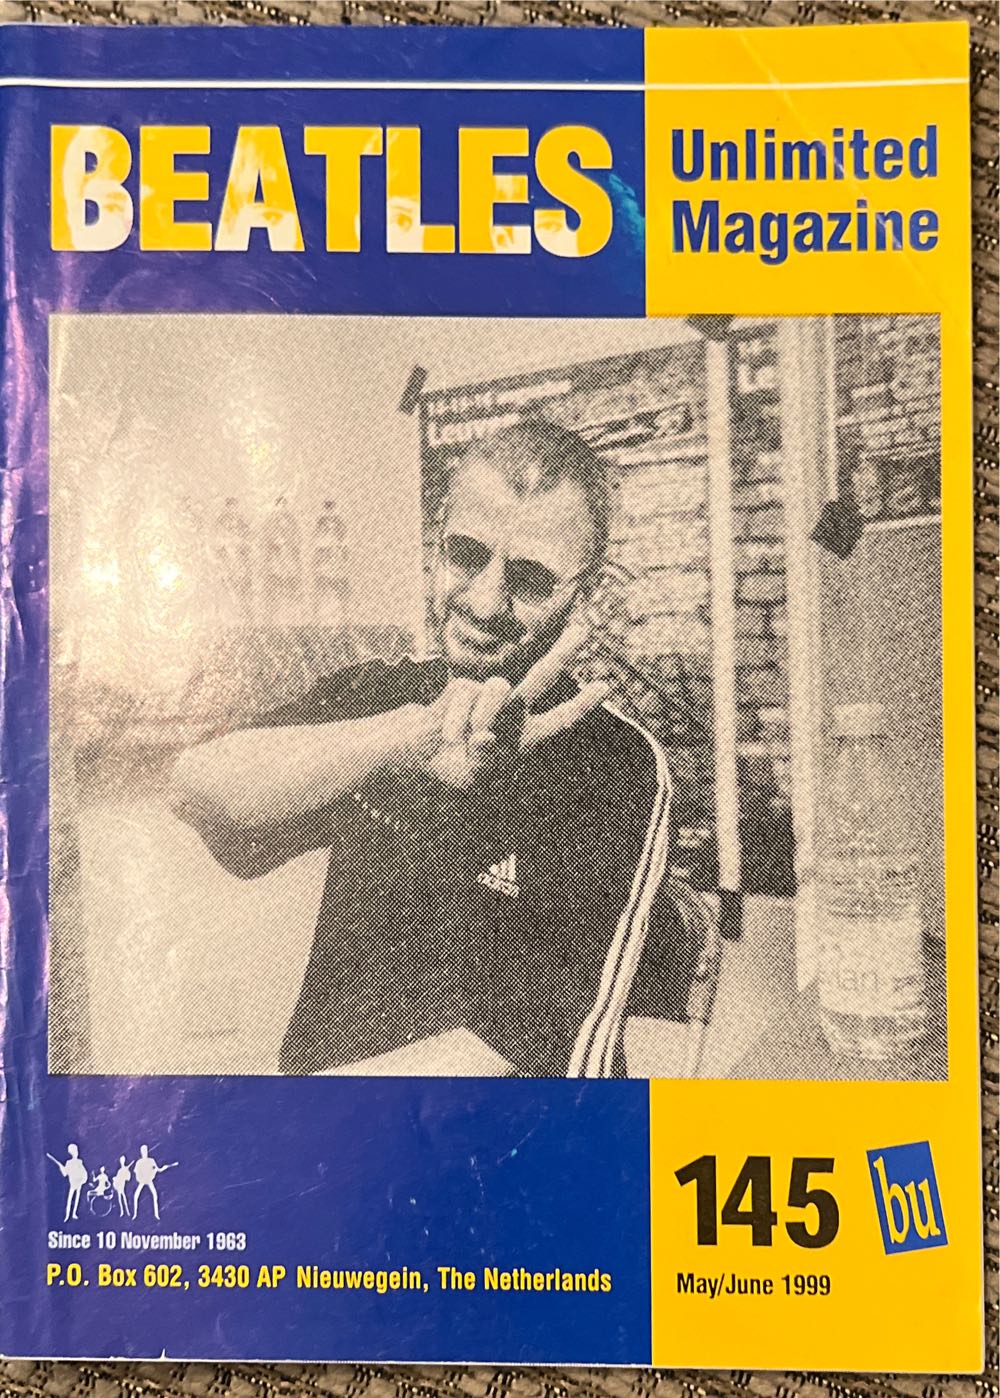 BEATLES
Unlimited
Magazine
adidas
145
bu
Since 10 November 1963
P.O. Box 602, 3430 AP Nieuwegein, The Netherlands
May/June 1999